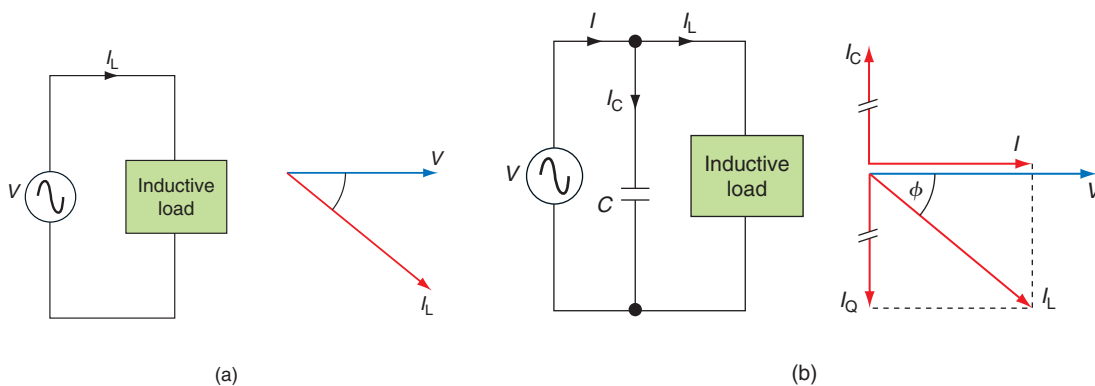 I_L
V
Inductive
load
V
I_L
(a)
I
I_L
I_C
V
C
Inductive
load
I_C
I
V
ϕ
I_Q
I_L
(b)